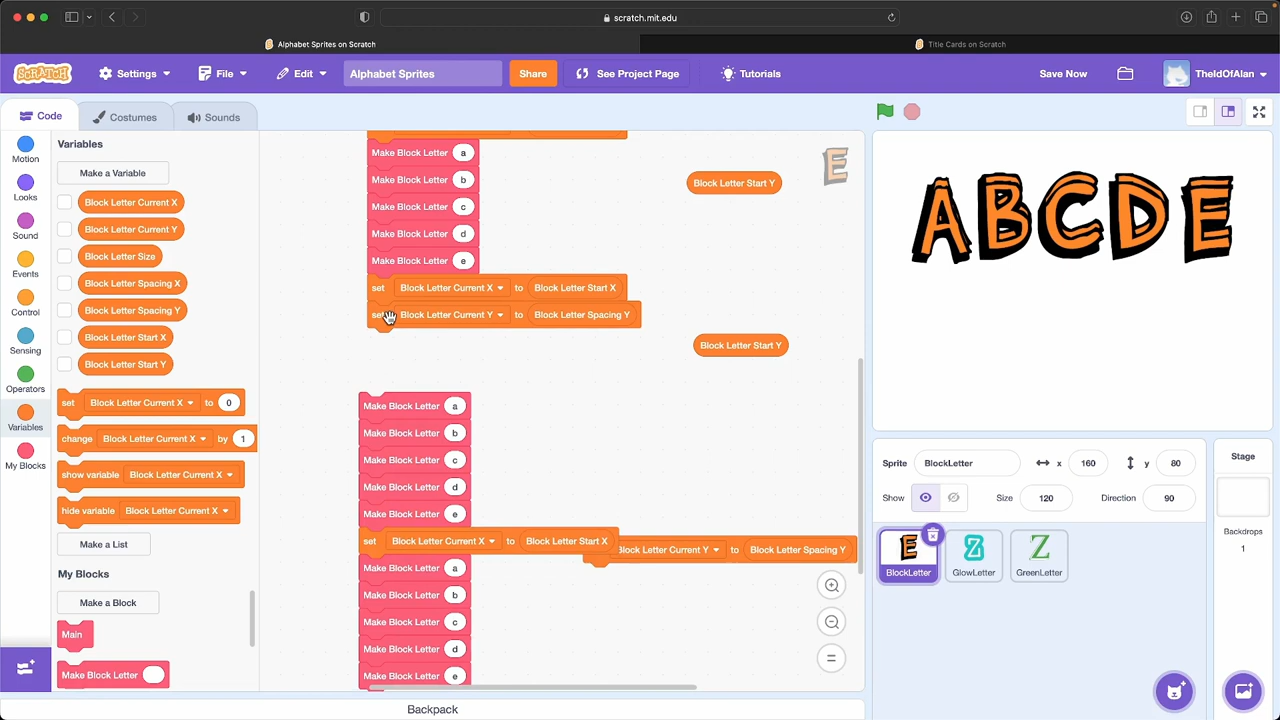 scratch.mit.edu
Alphabet Sprites on Scratch
Title Cards on Scratch
SCRATCH
Settings
File
Edit
Alphabet Sprites
Share
See Project Page
Tutorials
Save Now
TheIdOfAlan
Code
Costumes
Sounds
Motion
Looks
Sound
Events
Control
Sensing
Operators
Variables
My Blocks
Variables
Make a Variable
Block Letter Current X
Block Letter Current Y
Block Letter Size
Block Letter Spacing X
Block Letter Spacing Y
Block Letter Start X
Block Letter Start Y
set Block Letter Current X to 0
change Block Letter Current X by 1
show variable Block Letter Current X
hide variable Block Letter Current X
Make a List
My Blocks
Make a Block
Main
Make Block Letter
Make Block Letter a
Make Block Letter b
Make Block Letter c
Make Block Letter d
Make Block Letter e
set Block Letter Current X to Block Letter Start X
set Block Letter Current Y to Block Letter Spacing Y
Block Letter Start Y
Block Letter Start Y
Make Block Letter a
Make Block Letter b
Make Block Letter c
Make Block Letter d
Make Block Letter e
set Block Letter Current X to Block Letter Start X
Block Letter Current Y to Block Letter Spacing Y
Make Block Letter a
Make Block Letter b
Make Block Letter c
Make Block Letter d
Make Block Letter e
E
Backpack
ABCDE
Sprite BlockLetter x 160 y 80
Show Size 120 Direction 90
E
BlockLetter
Z
GlowLetter
Z
GreenLetter
Stage
Backdrops
1